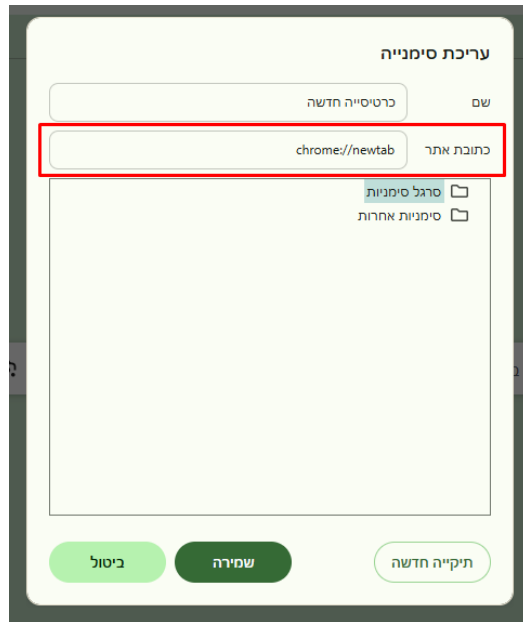 עריכת סימנייה
שם כרטיסייה חדשה
כתובת אתר chrome://newtab
סרגל סימניות
סימניות אחרות
תיקייה חדשה שמירה ביטול